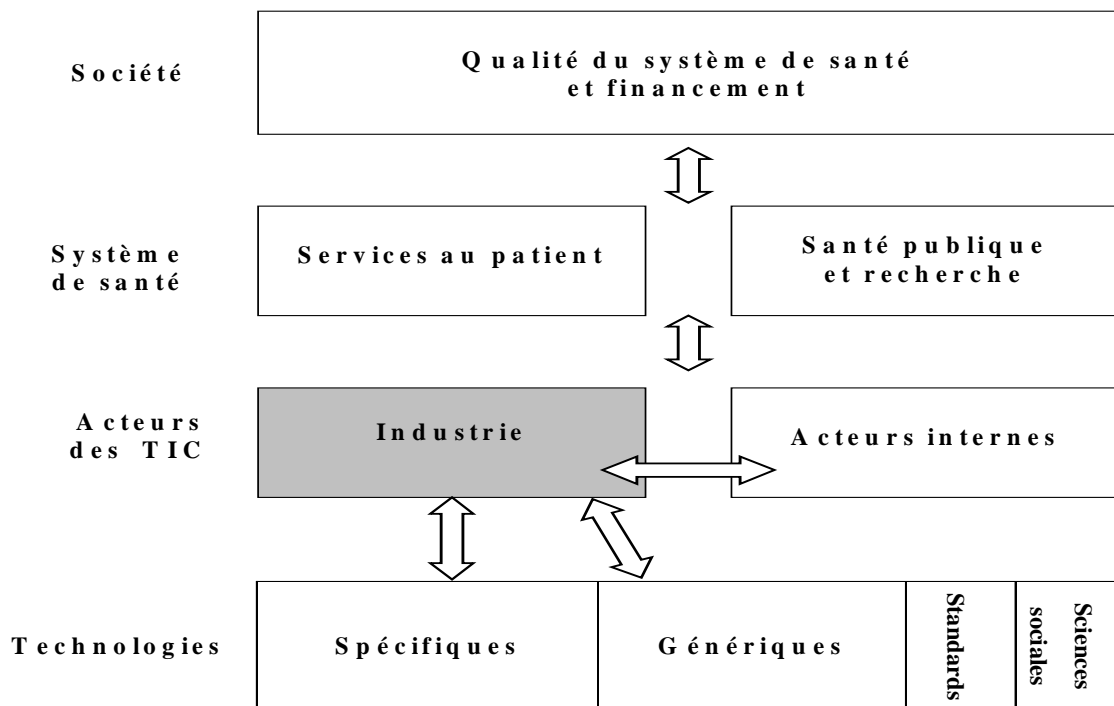 Société
Qualité du système de santé
et financement
Système
de santé
Services au patient
Santé publique
et recherche
Acteurs
des TIC
Industrie
Acteurs internes
Technologies
Spécifiques
Génériques
Standards
Sciences
sociales